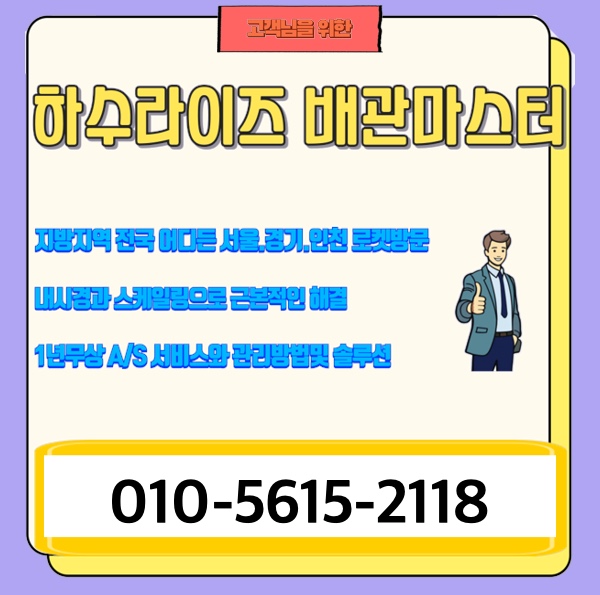 고객님을 위한
하수라이즈 배관마스터
지방지역 전국 어디든 서울,경기,인천 로켓방문
내시경과 스케일링으로 근본적인 해결
1년무상 A/S 서비스와 관리방법및 솔루션
010-5615-2118